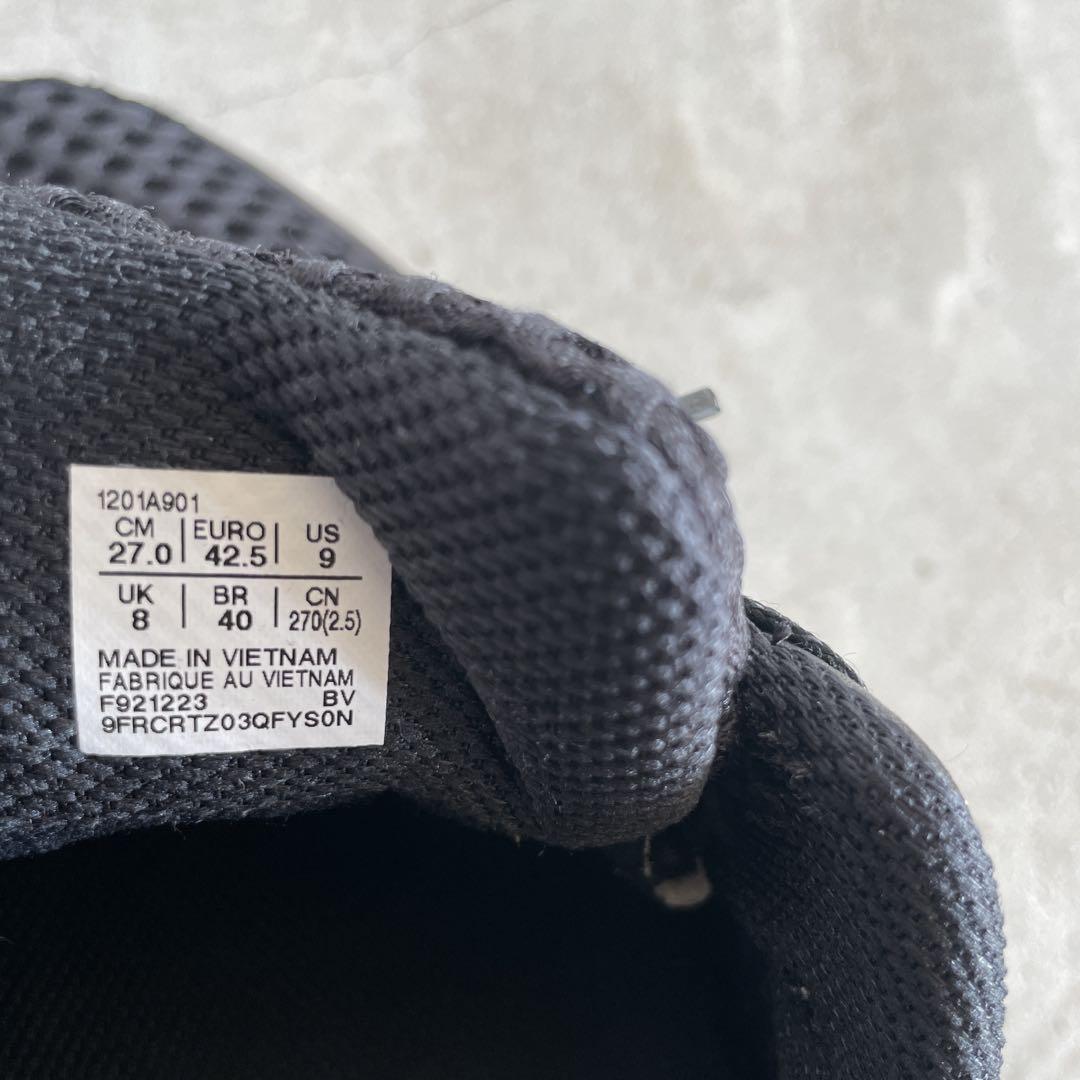 1201A901
CM | EURO | US
27.0 | 42.5 | 9
UK | BR | CN
8 | 40 | 270(2.5)
MADE IN VIETNAM
FABRIQUE AU VIETNAM
F921223 BV
9FRCRTZ03QFYS0N